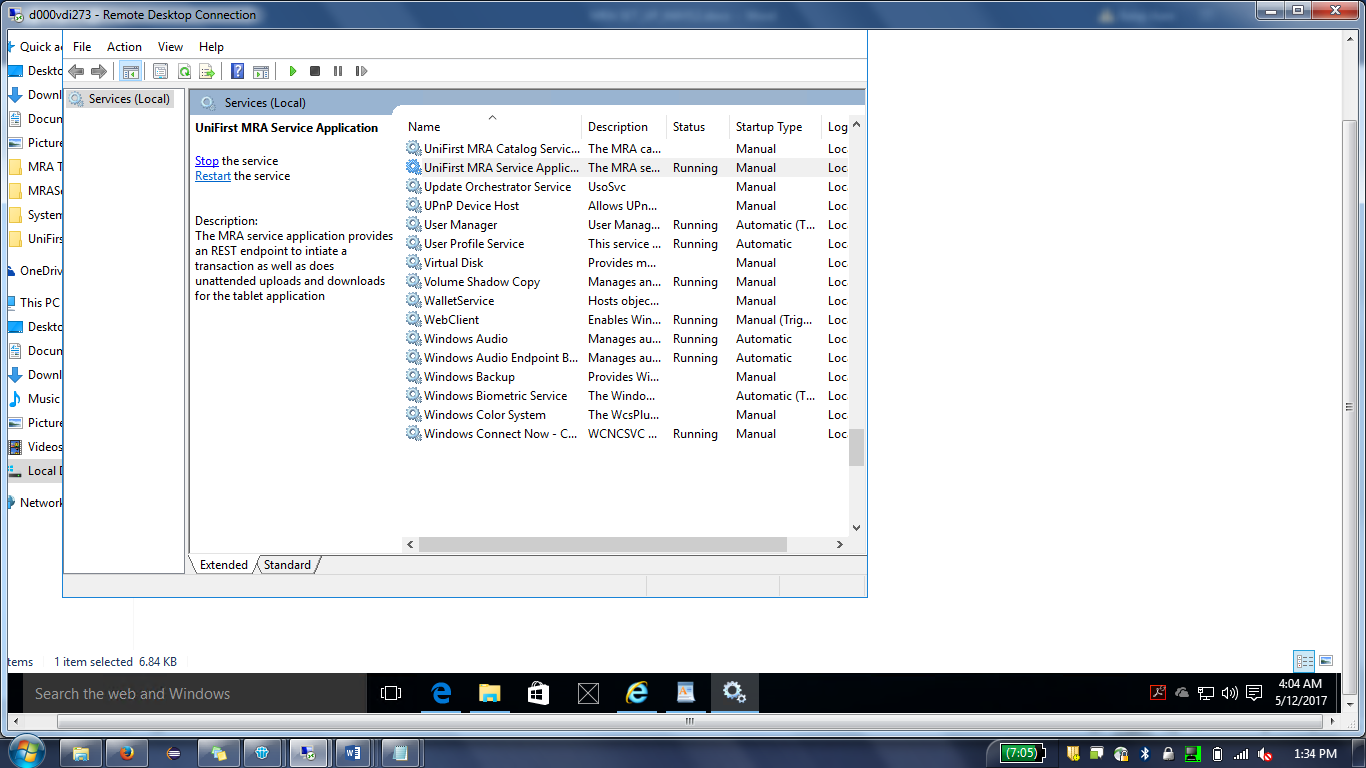 d000vdi273 - Remote Desktop Connection
File Action View Help
Quick a
Deskto
Downl
Docum
Picture
MRA T
MRASe
System
UniFirs
OneDriv
This PC
Deskto
Docum
Downl
Music
Picture
Videos
Local D
Network
Services (Local)
Services (Local)
UniFirst MRA Service Application
Stop the service
Restart the service
Description:
The MRA service application provides
an REST endpoint to intiate a
transaction as well as does
unattended uploads and downloads
for the tablet application
Name Description Status Startup Type Log
UniFirst MRA Catalog Servic... The MRA ca... Manual Loc
UniFirst MRA Service Applic... The MRA se... Running Manual Loc
Update Orchestrator Service UsoSvc Manual Loc
UPnP Device Host Allows UPn... Manual Loc
User Manager User Manag... Running Automatic (T... Loc
User Profile Service This service ... Running Automatic Loc
Virtual Disk Provides m... Manual Loc
Volume Shadow Copy Manages an... Running Manual Loc
WalletService Hosts objec... Manual Loc
WebClient Enables Win... Running Manual (Trig... Loc
Windows Audio Manages au... Running Automatic Loc
Windows Audio Endpoint B... Manages au... Running Automatic Loc
Windows Backup Provides Wi... Manual Loc
Windows Biometric Service The Windo... Automatic (T... Loc
Windows Color System The WcsPlu... Manual Loc
Windows Connect Now - C... WCNCSVC ... Running Manual Loc
Extended Standard
tems 1 item selected 6.84 KB
Search the web and Windows
4:04 AM
5/12/2017
(7:05)
1:34 PM